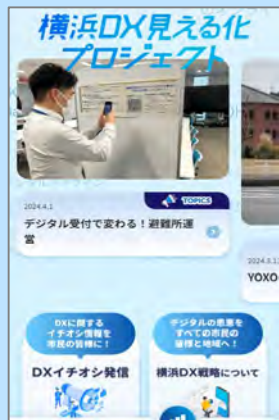 横浜DX見える化
プロジェクト
TOPICS
2024.4.1
デジタル受付で変わる!避難所運
営
YOXO
DXに関する
イチオシ情報を
市民の皆様に!
DXイチオシ発信
デジタルの恩恵を
すべての市民の
皆様と地域へ!
横浜DX戦略について